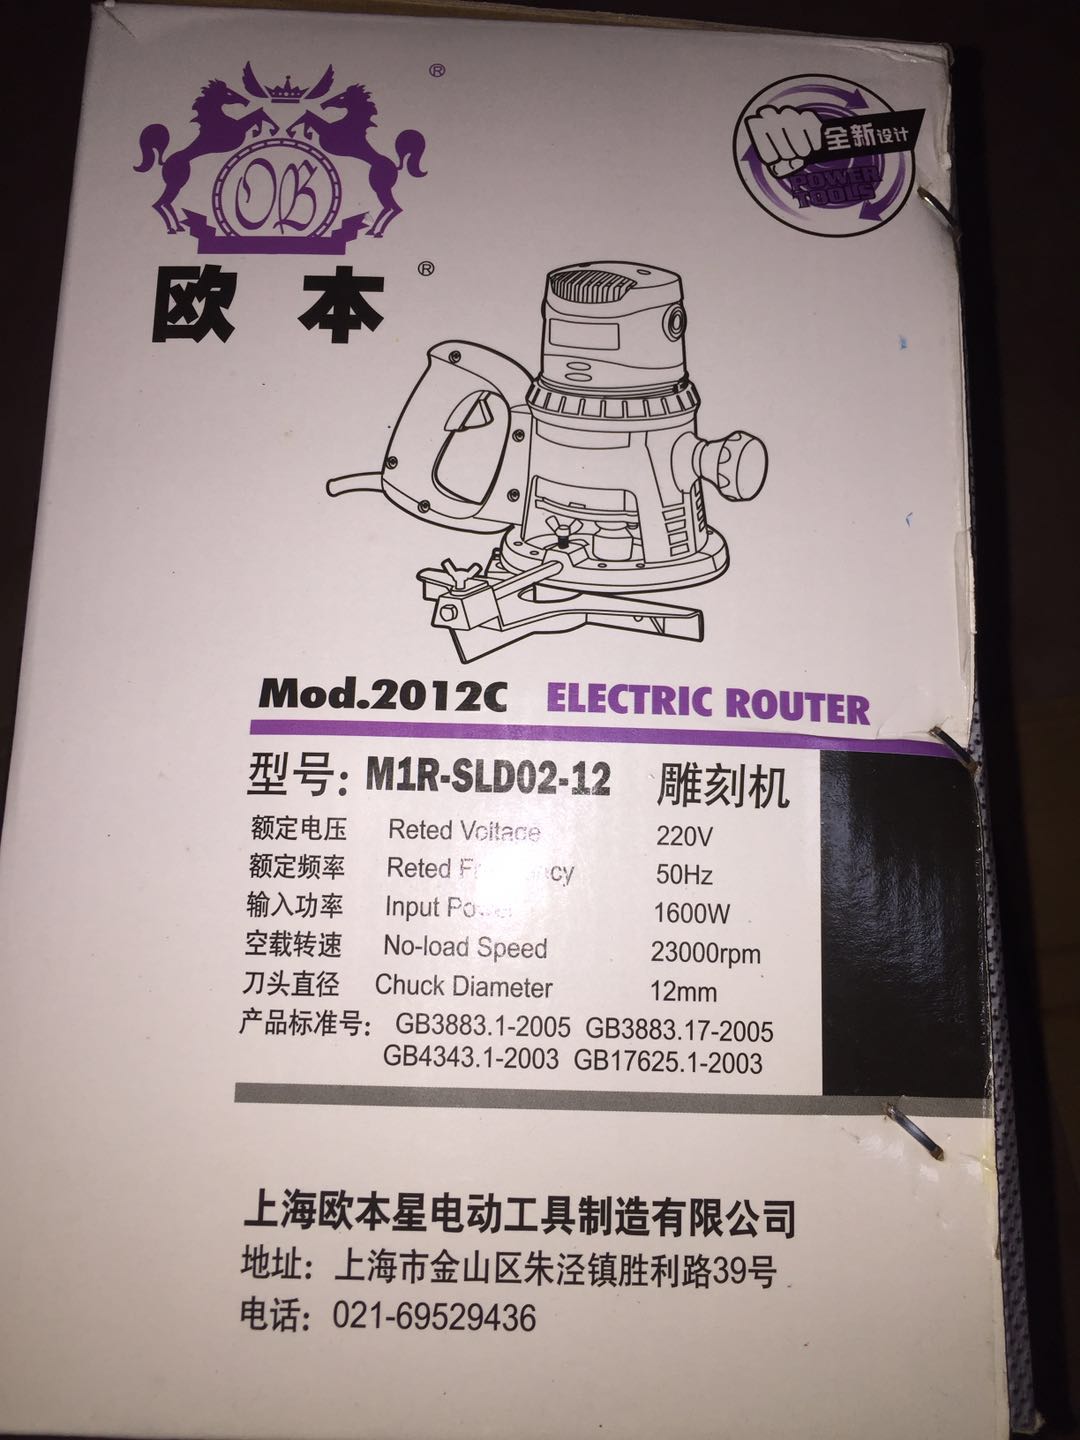 OB
®
欧本®
全新设计
POWER
TOOLS
Mod.2012C ELECTRIC ROUTER
型号：M1R-SLD02-12 雕刻机
额定电压 Reted Voltage 220V
额定频率 Reted 50Hz
输入功率 Input 1600W
空载转速 No-load Speed 23000rpm
刀头直径 Chuck Diameter 12mm
产品标准号： GB3883.1-2005 GB3883.17-2005
GB4343.1-2003 GB17625.1-2003
上海欧本星电动工具制造有限公司
地址：上海市金山区朱泾镇胜利路39号
电话：021-69529436